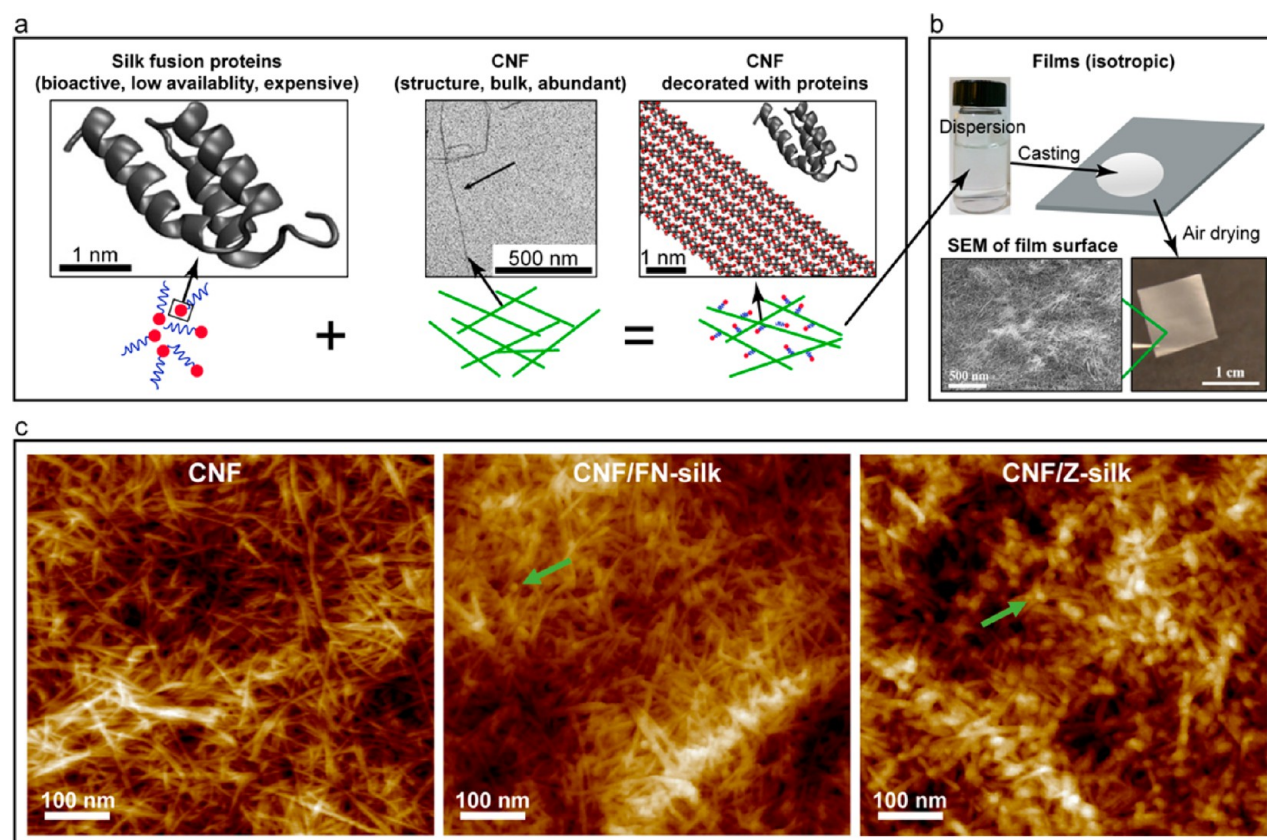 a
Silk fusion proteins
(bioactive, low availablity, expensive)
1 nm
+
CNF
(structure, bulk, abundant)
500 nm
=
CNF
decorated with proteins
1 nm
b
Films (isotropic)
Dispersion
Casting
Air drying
SEM of film surface
500 nm
1 cm
c
CNF
100 nm
CNF/FN-silk
100 nm
CNF/Z-silk
100 nm